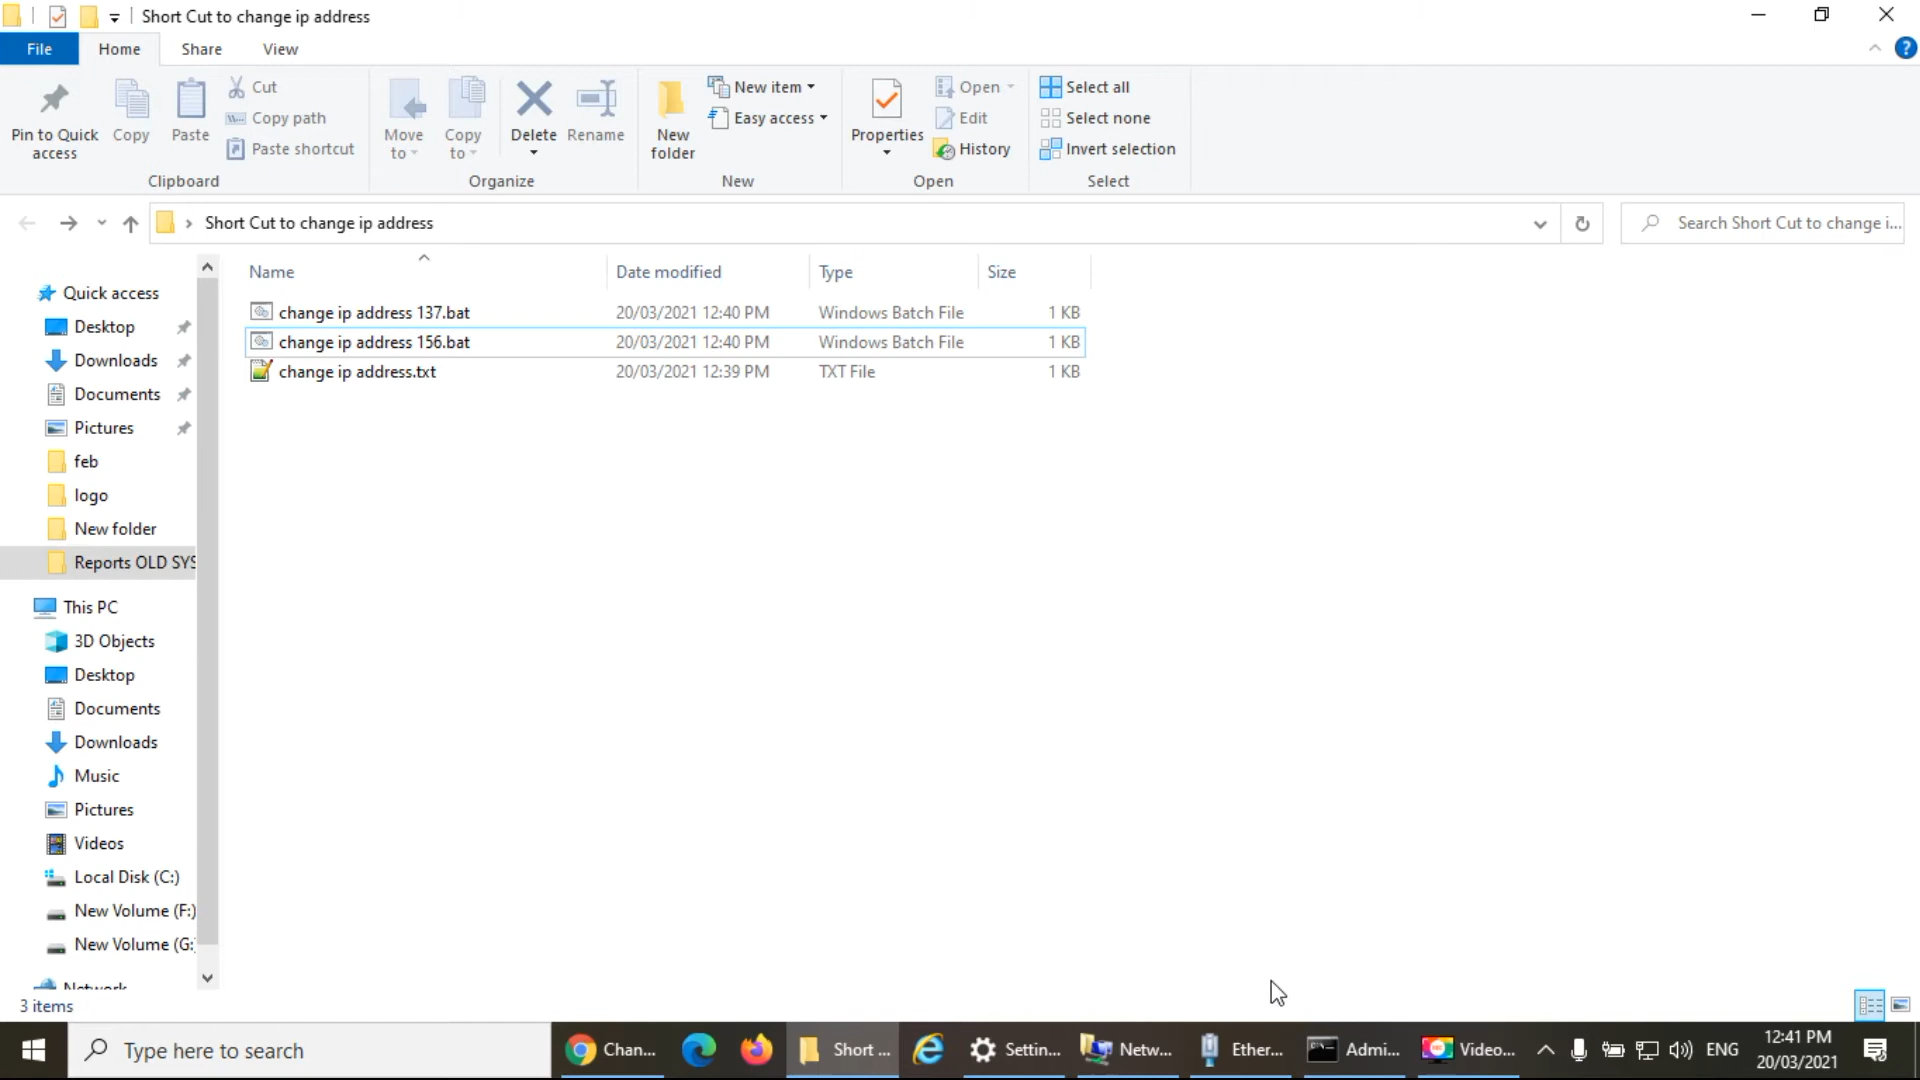 Short Cut to change ip address
File Home Share View
Pin to Quick access
Copy
Paste
Cut
Copy path
Paste shortcut
Clipboard
Move to
Copy to
Delete
Rename
Organize
New folder
New item
Easy access
New
Properties
Open
Edit
History
Open
Select all
Select none
Invert selection
Select
Short Cut to change ip address
Search Short Cut to change i...
Name Date modified Type Size
change ip address 137.bat 20/03/2021 12:40 PM Windows Batch File 1 KB
change ip address 156.bat 20/03/2021 12:40 PM Windows Batch File 1 KB
change ip address.txt 20/03/2021 12:39 PM TXT File 1 KB
Quick access
Desktop
Downloads
Documents
Pictures
feb
logo
New folder
Reports OLD SYS
This PC
3D Objects
Desktop
Documents
Downloads
Music
Pictures
Videos
Local Disk (C:)
New Volume (F:)
New Volume (G:
Network
3 items
Type here to search
Chan...
Short ...
Settin...
Netw...
Ether...
Admi...
Video...
ENG
12:41 PM
20/03/2021